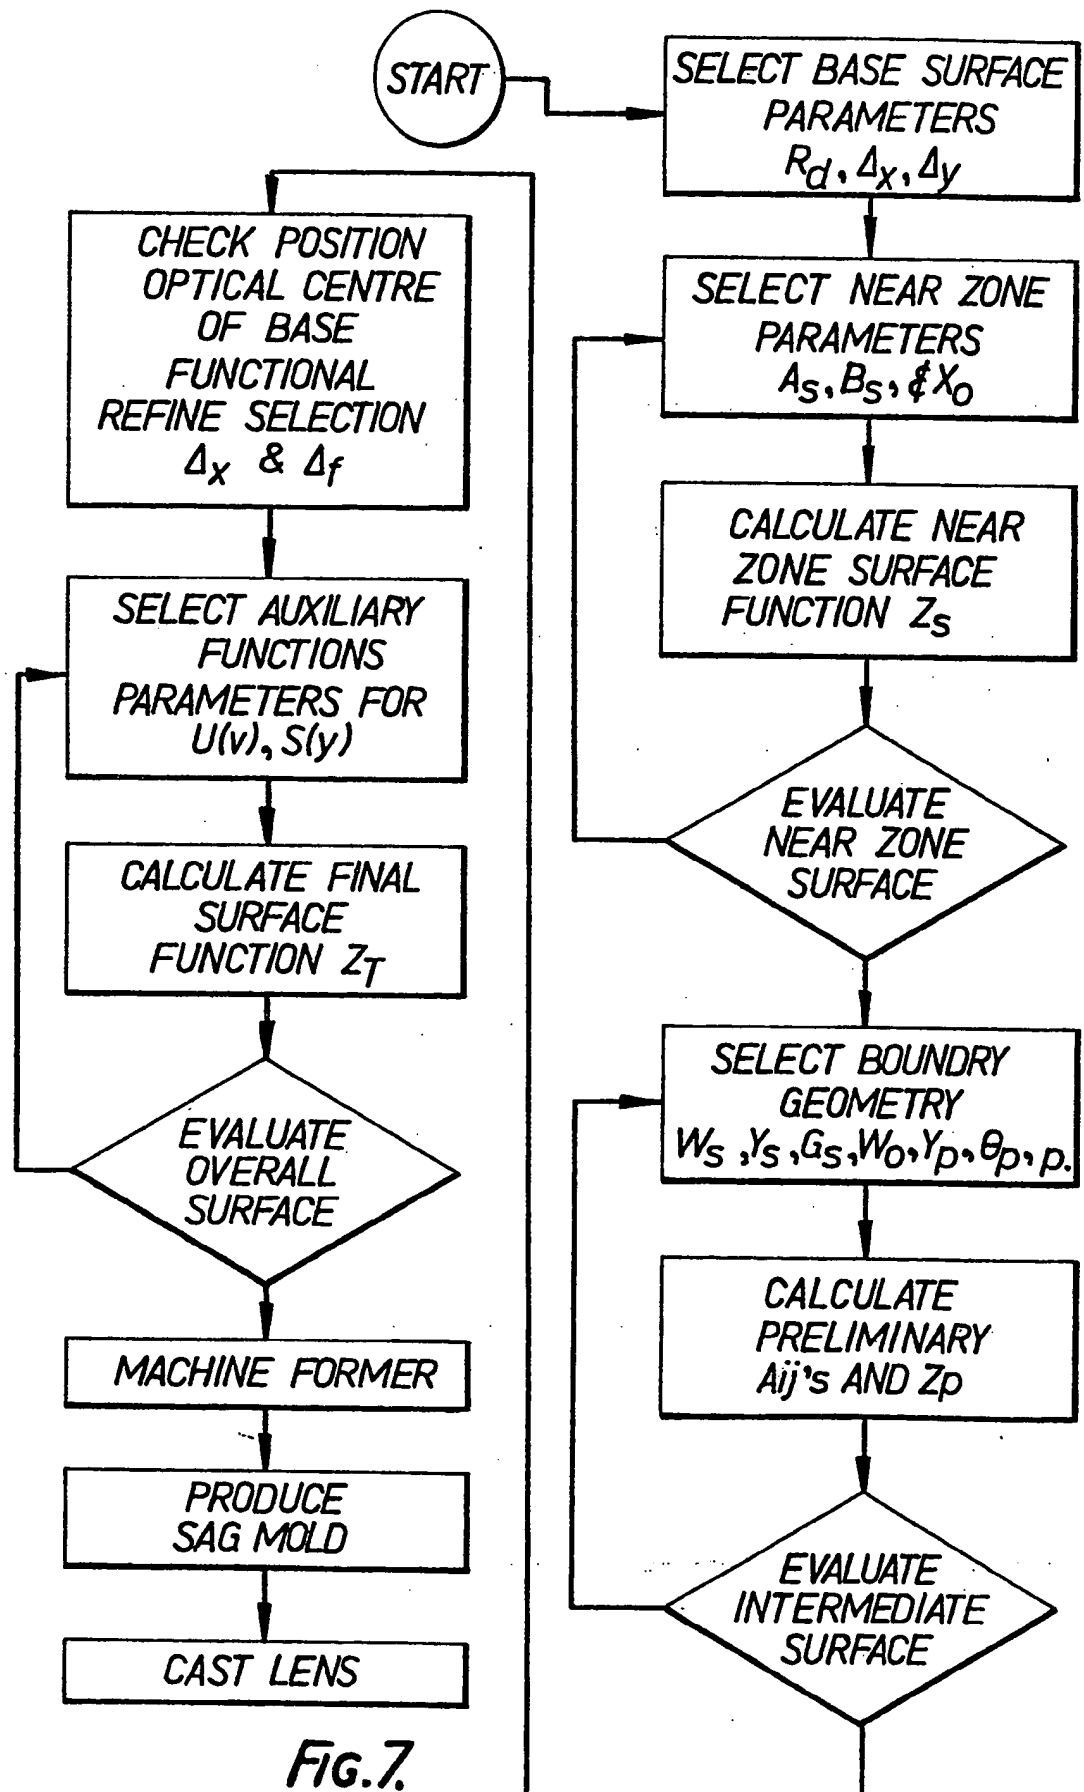 START
SELECT BASE SURFACE
PARAMETERS
Rd, Δx, Δy
SELECT NEAR ZONE
PARAMETERS
As, Bs, ¢X0
CALCULATE NEAR
ZONE SURFACE
FUNCTION Zs
EVALUATE
NEAR ZONE
SURFACE
SELECT BOUNDRY
GEOMETRY
Ws, Ys, Gs, W0, Yp, θp, p.
CALCULATE
PRELIMINARY
Aij's AND Zp
EVALUATE
INTERMEDIATE
SURFACE
CHECK POSITION
OPTICAL CENTRE
OF BASE
FUNCTIONAL
REFINE SELECTION
Δx & Δf
SELECT AUXILIARY
FUNCTIONS
PARAMETERS FOR
U(v), S(y)
CALCULATE FINAL
SURFACE
FUNCTION ZT
EVALUATE
OVERALL
SURFACE
MACHINE FORMER
PRODUCE
SAG MOLD
CAST LENS
FIG.7.